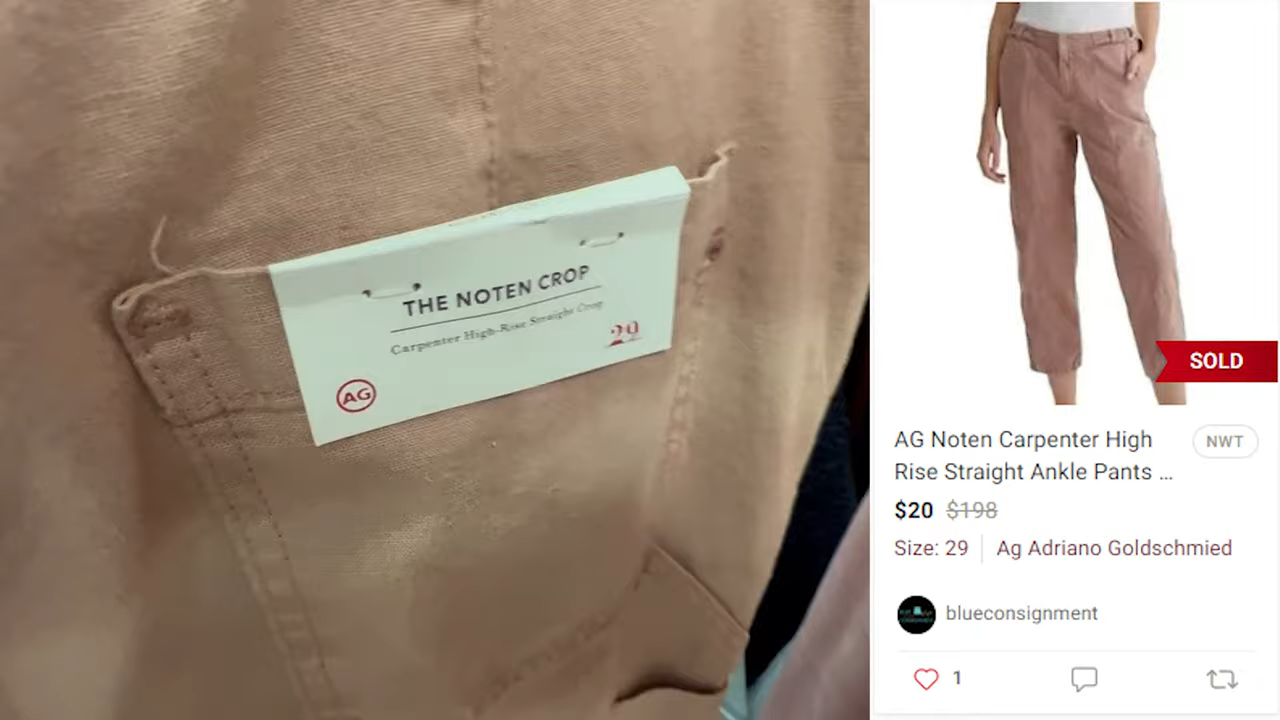 THE NOTEN CROP
Carpenter High-Rise Straight Crop
29
AG
SOLD
AG Noten Carpenter High
NWT
Rise Straight Ankle Pants ...
$20 $198
Size: 29 Ag Adriano Goldschmied
blueconsignment
1